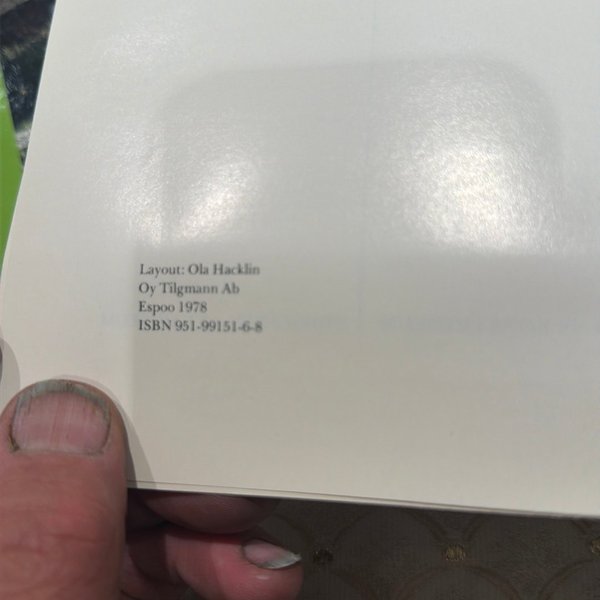 Layout: Ola Hacklin
Oy Tilgmann Ab
Espoo 1978
ISBN 951-99151-6-8